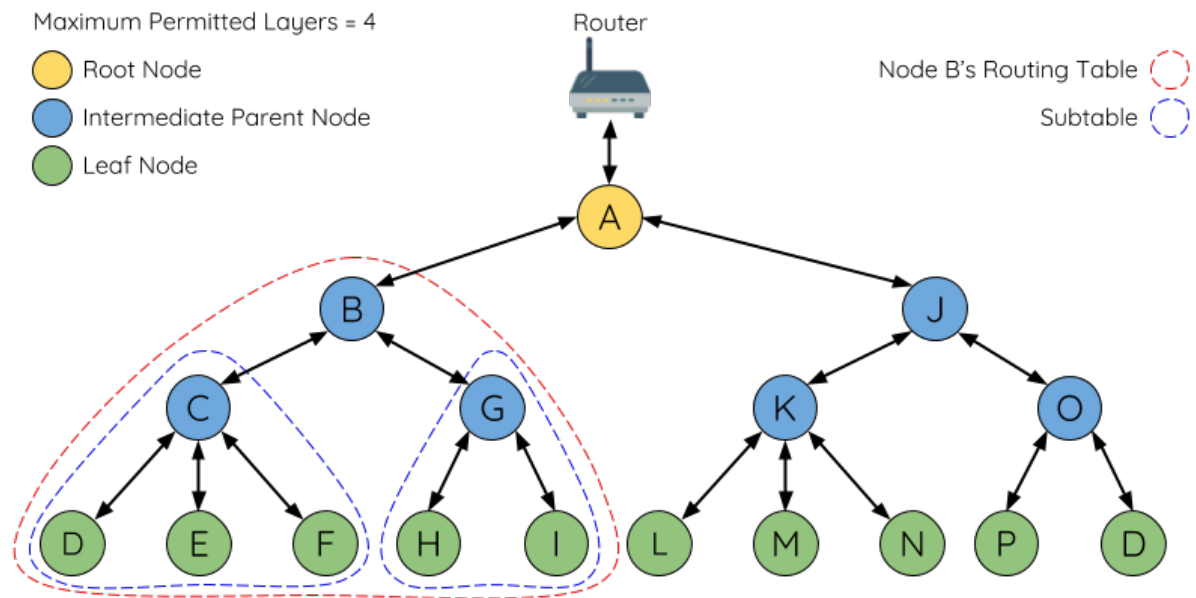 Maximum Permitted Layers = 4
Router
Root Node
Node B's Routing Table
Intermediate Parent Node
Subtable
Leaf Node
A
B
J
C
G
K
O
D
E
F
H
I
L
M
N
P
D